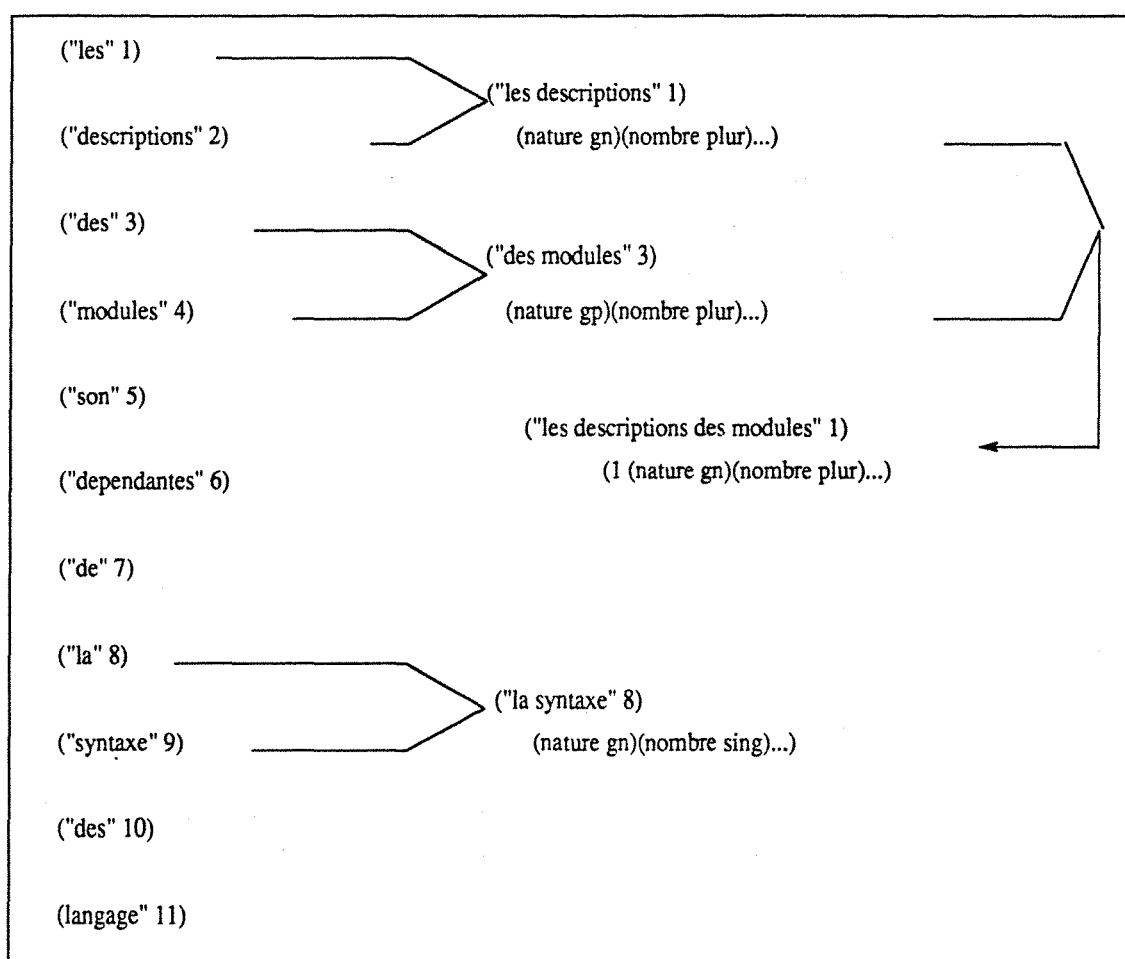 ("les" 1)
("les descriptions" 1)
("descriptions" 2)
(nature gn)(nombre plur)...)
("des" 3)
("des modules" 3)
("modules" 4)
(nature gp)(nombre plur)...)
("son" 5)
("les descriptions des modules" 1)
(1 (nature gn)(nombre plur)...)
("dependantes" 6)
("de" 7)
("la" 8)
("la syntaxe" 8)
("syntaxe" 9)
(nature gn)(nombre sing)...)
("des" 10)
(langage" 11)